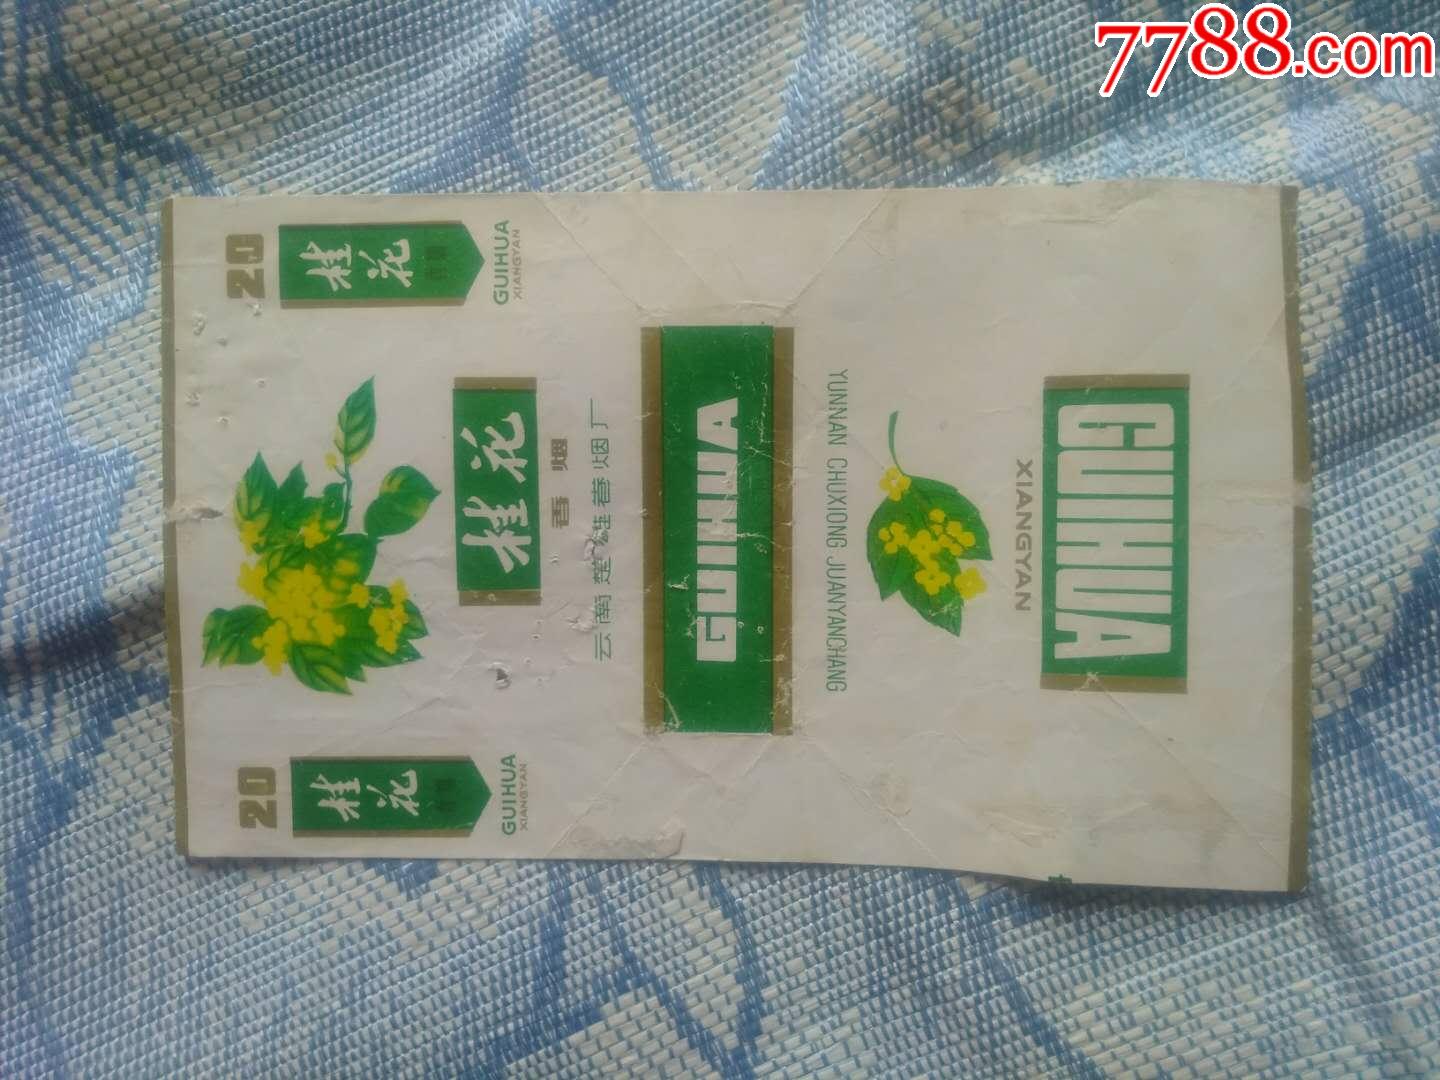 7788.com
20
桂花
GUIHUA
XIANGYAN
桂花
香烟
云南楚雄卷烟厂
20
桂花
GUIHUA
XIANGYAN
GUIHUA
YUNNAN CHUXIONG JUANYANCHANG
XIANGYAN
GUIHUA